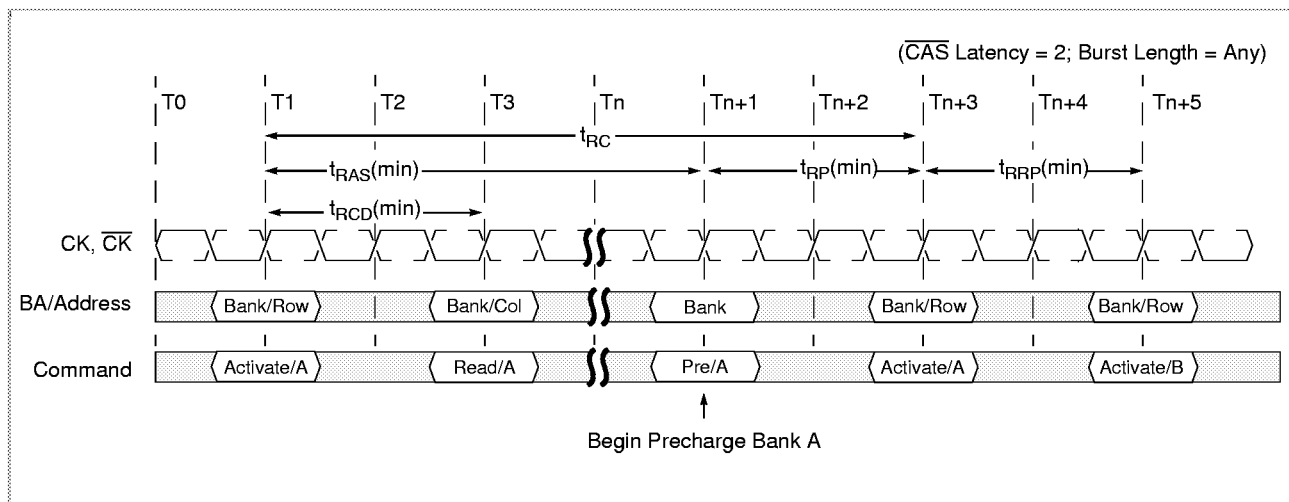 (CAS Latency = 2; Burst Length = Any)
T0 T1 T2 T3 Tn Tn+1 Tn+2 Tn+3 Tn+4 Tn+5
tRC
tRAS(min) tRP(min) tRRP(min)
tRCD(min)
CK, CK
BA/Address Bank/Row Bank/Col Bank Bank/Row Bank/Row
Command Activate/A Read/A Pre/A Activate/A Activate/B
Begin Precharge Bank A